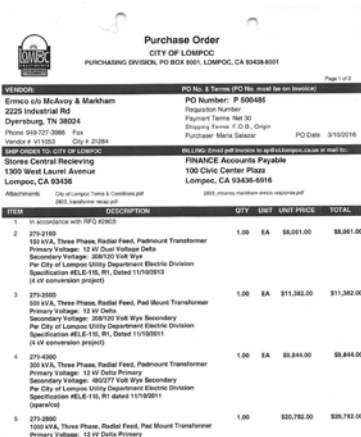 Purchase Order
CITY OF LOMPOC
PURCHASING DIVISION, PO BOX 8001, LOMPOC, CA 93438-8001
Page 1 of 2
VENDOR:
PO No. & Terms (PO No. must be on Invoice)
Ermco c/o McAvoy & Markham
2225 Industrial Rd
Dyersburg, TN 38024
Phone 949-727-3966 Fax
Vendor # V11053 City # 21284
PO Number: P 500485
Requisition Number
Payment Terms Net 30
Shipping Terms F.O.B., Origin
Purchaser Maria Salazar PO Date 3/10/2016
SHIP ORDER TO: CITY OF LOMPOC
Stores Central Recieving
1300 West Laurel Avenue
Lompoc, CA 93436
FINANCE Accounts Payable
100 Civic Center Plaza
Lompoc, CA 93436-6916
Attachments City of Lompoc Terms & Conditions.pdf
2603_transformer recap.pdf
ITEM DESCRIPTION QTY UNIT UNIT PRICE TOTAL
1 In accordance with RFQ #2603:
2 270-2150 1.00 EA $8,061.00 $8,061.00
150 kVA, Three Phase, Radial Feed, Padmount Transformer
Primary Voltage: 12 kV Dual Voltage Delta
Secondary Voltage: 208/120 Volt Wye
Per City of Lompoc Utility Department Electric Division
Specification #ELE-115, R1, Dated 11/10/2013
(4 kV conversion project)
3 270-2500 1.00 EA $11,382.00 $11,382.00
500 kVA, Three Phase, Radial Feed, Pad Mount Transformer
Primary Voltage: 12 kV Delta
Secondary Voltage: 208/120 Volt Wye Secondary
Per City of Lompoc Utility Department Electric Division
Specification #ELE-115, R1, Dated 11/10/2011
(4 kV conversion project)
4 270-4300 1.00 EA $9,844.00 $9,844.00
300 kVA, Three Phase, Radial Feed, Padmount Transformer
Primary Voltage: 12 kV Delta Primary
Secondary Voltage: 480/277 Volt Wye Secondary
Per City of Lompoc Utility Department Electric Division
Specification #ELE-115, R1 dated 11/10/2011
(spare/co)
5 270-2600 1.00 $20,782.00
1000 kVA, Three Phase, Radial Feed, Pad Mount Transformer
Primary Voltage: 12 kV Delta Primary